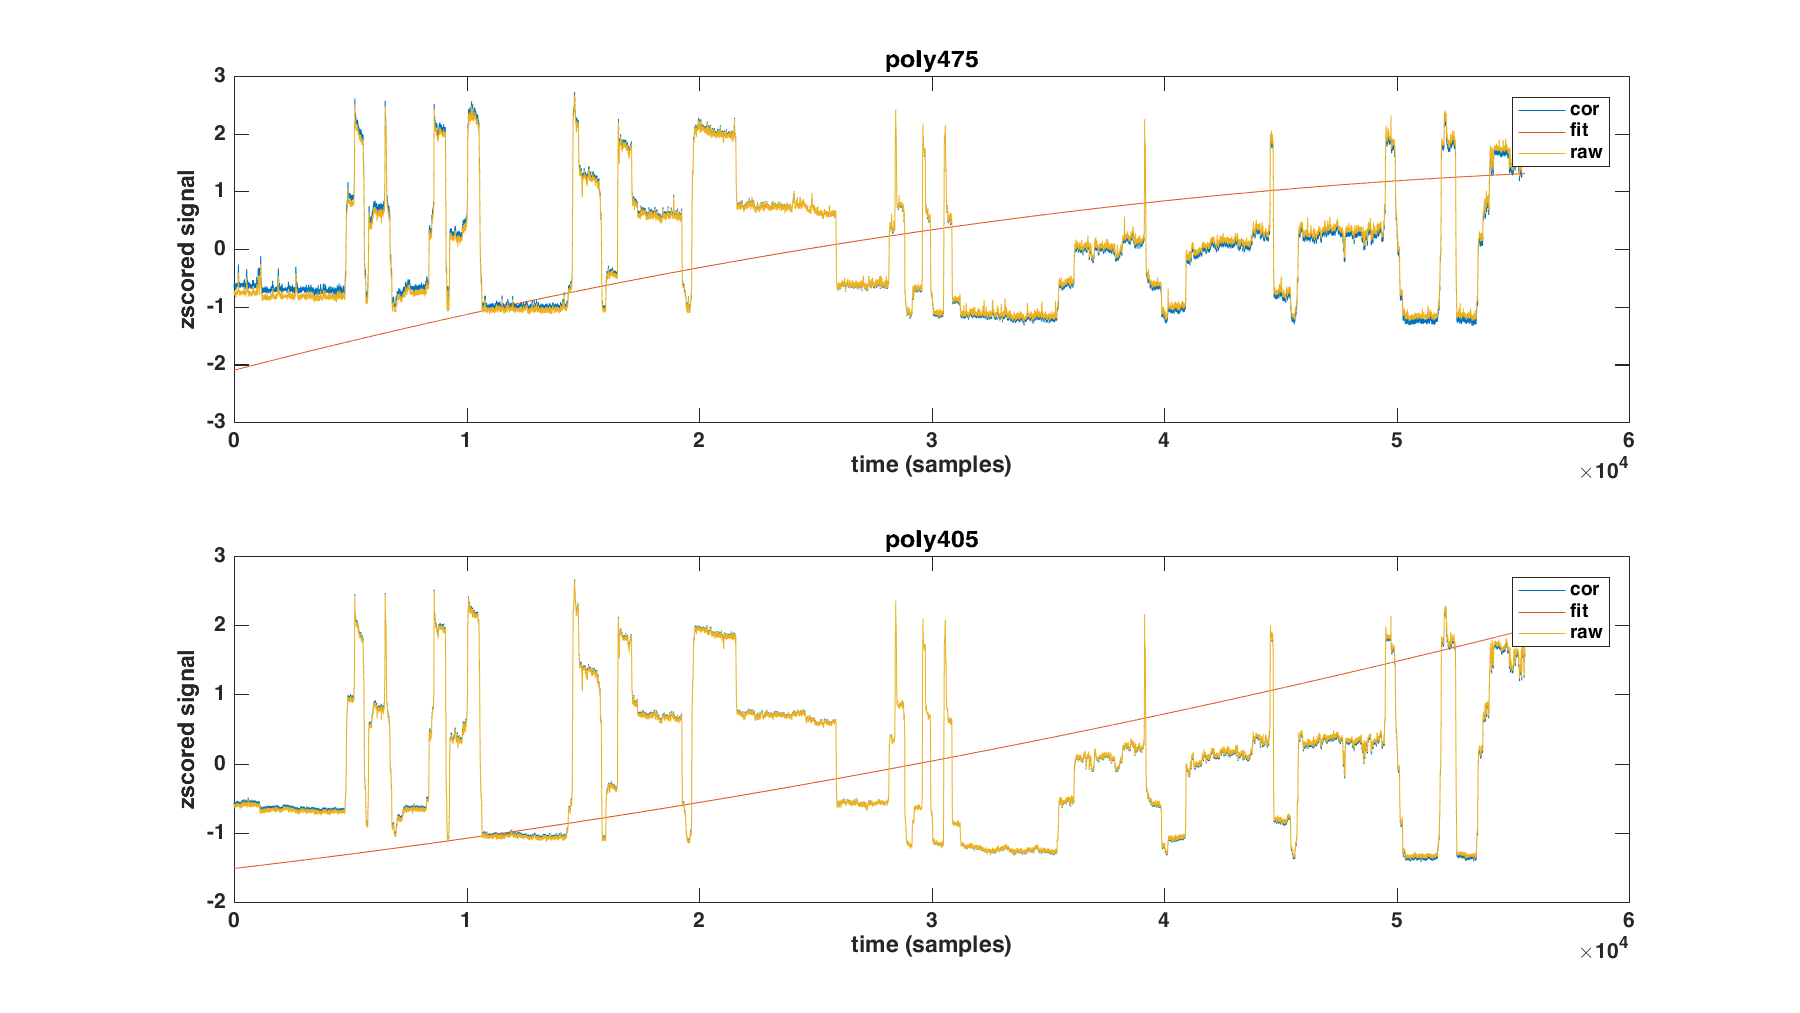 poly475
3
2
1
0
-1
-2
-3
zscored signal
cor
fit
raw
0 1 2 3 4 5 6
time (samples)
×10^4
poly405
3
2
1
0
-1
-2
zscored signal
cor
fit
raw
0 1 2 3 4 5 6
time (samples)
×10^4